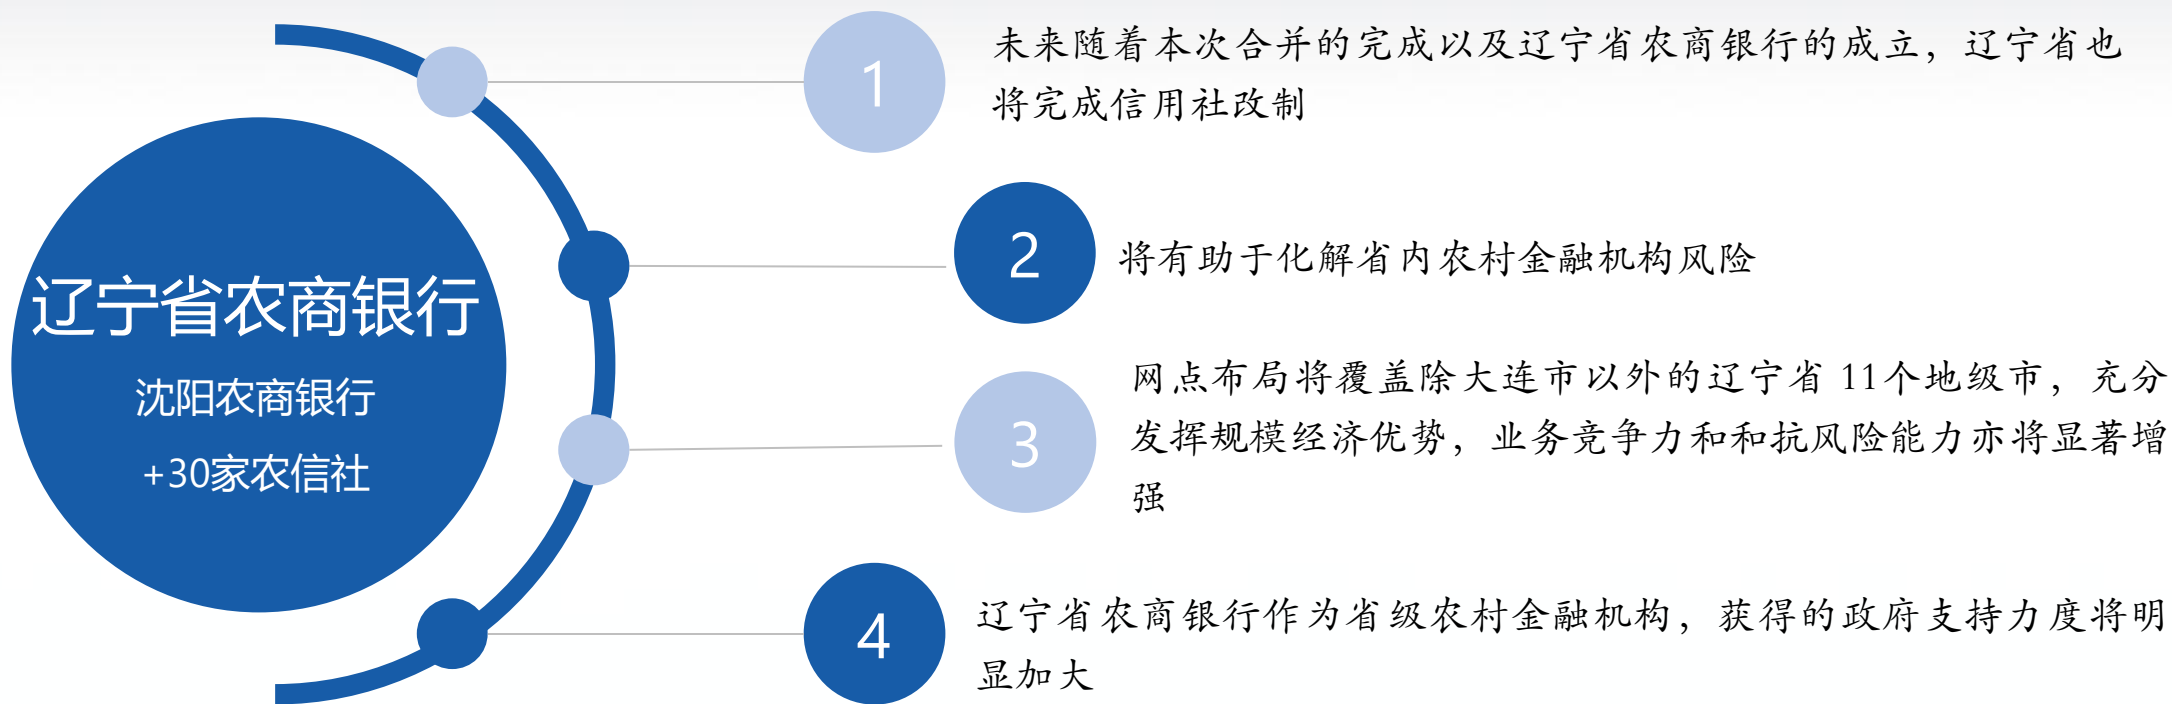 辽宁省农商银行
沈阳农商银行
+30家农信社
1
未来随着本次合并的完成以及辽宁省农商银行的成立，辽宁省也
将完成信用社改制
2
将有助于化解省内农村金融机构风险
3
网点布局将覆盖除大连市以外的辽宁省 11个地级市，充分
发挥规模经济优势，业务竞争力和和抗风险能力亦将显著增
强
4
辽宁省农商银行作为省级农村金融机构，获得的政府支持力度将明
显加大